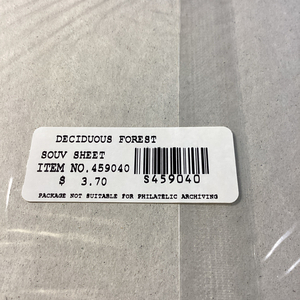 DECIDUOUS FOREST
SOUV SHEET
ITEM NO.459040
$ 3.70
S459040
PACKAGE NOT SUITABLE FOR PHILATELIC ARCHIVING